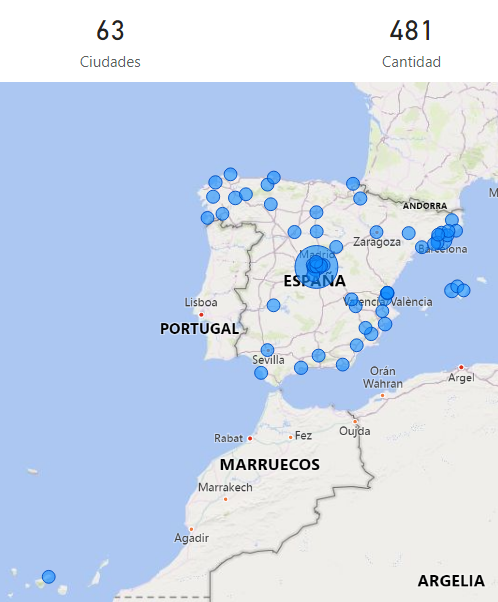 63
481
Ciudades
Cantidad
ANDORRA
M
Zaragoza
Barcelona
Madrid
ESPAÑA
Valencia/València
Lisboa
PORTUGAL
Sevilla
Orán
Wahran
Argel
Rabat
Fez
Oujda
MARRUECOS
Marrakech
Agadir
ARGELIA